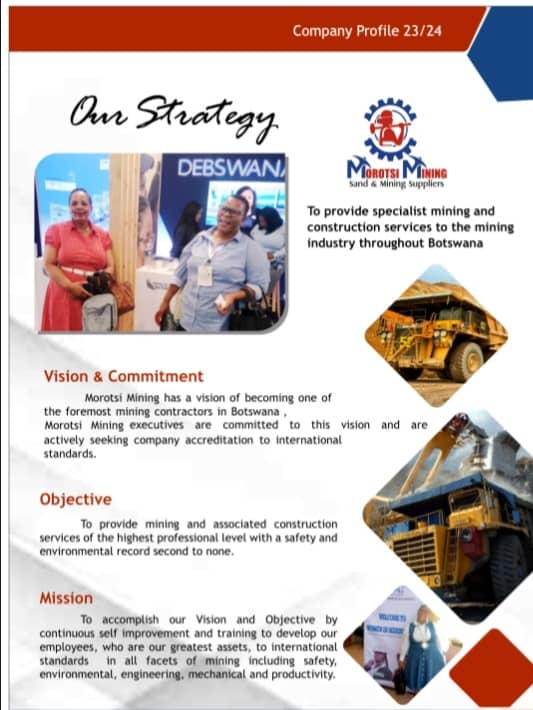 Company Profile 23/24
Our Strategy
DEBSWANA
MOROTSI MINING
Sand & Mining Suppliers
To provide specialist mining and
construction services to the mining
industry throughout Botswana
Vision & Commitment
Morotsi Mining has a vision of becoming one of
the foremost mining contractors in Botswana ,
Morotsi Mining executives are committed to this vision and are
actively seeking company accreditation to international
standards.
Objective
To provide mining and associated construction
services of the highest professional level with a safety and
environmental record second to none.
Mission
To accomplish our Vision and Objective by
continuous self improvement and training to develop our
employees, who are our greatest assets, to international
standards in all facets of mining including safety,
environmental, engineering, mechanical and productivity.
WELCOME TO